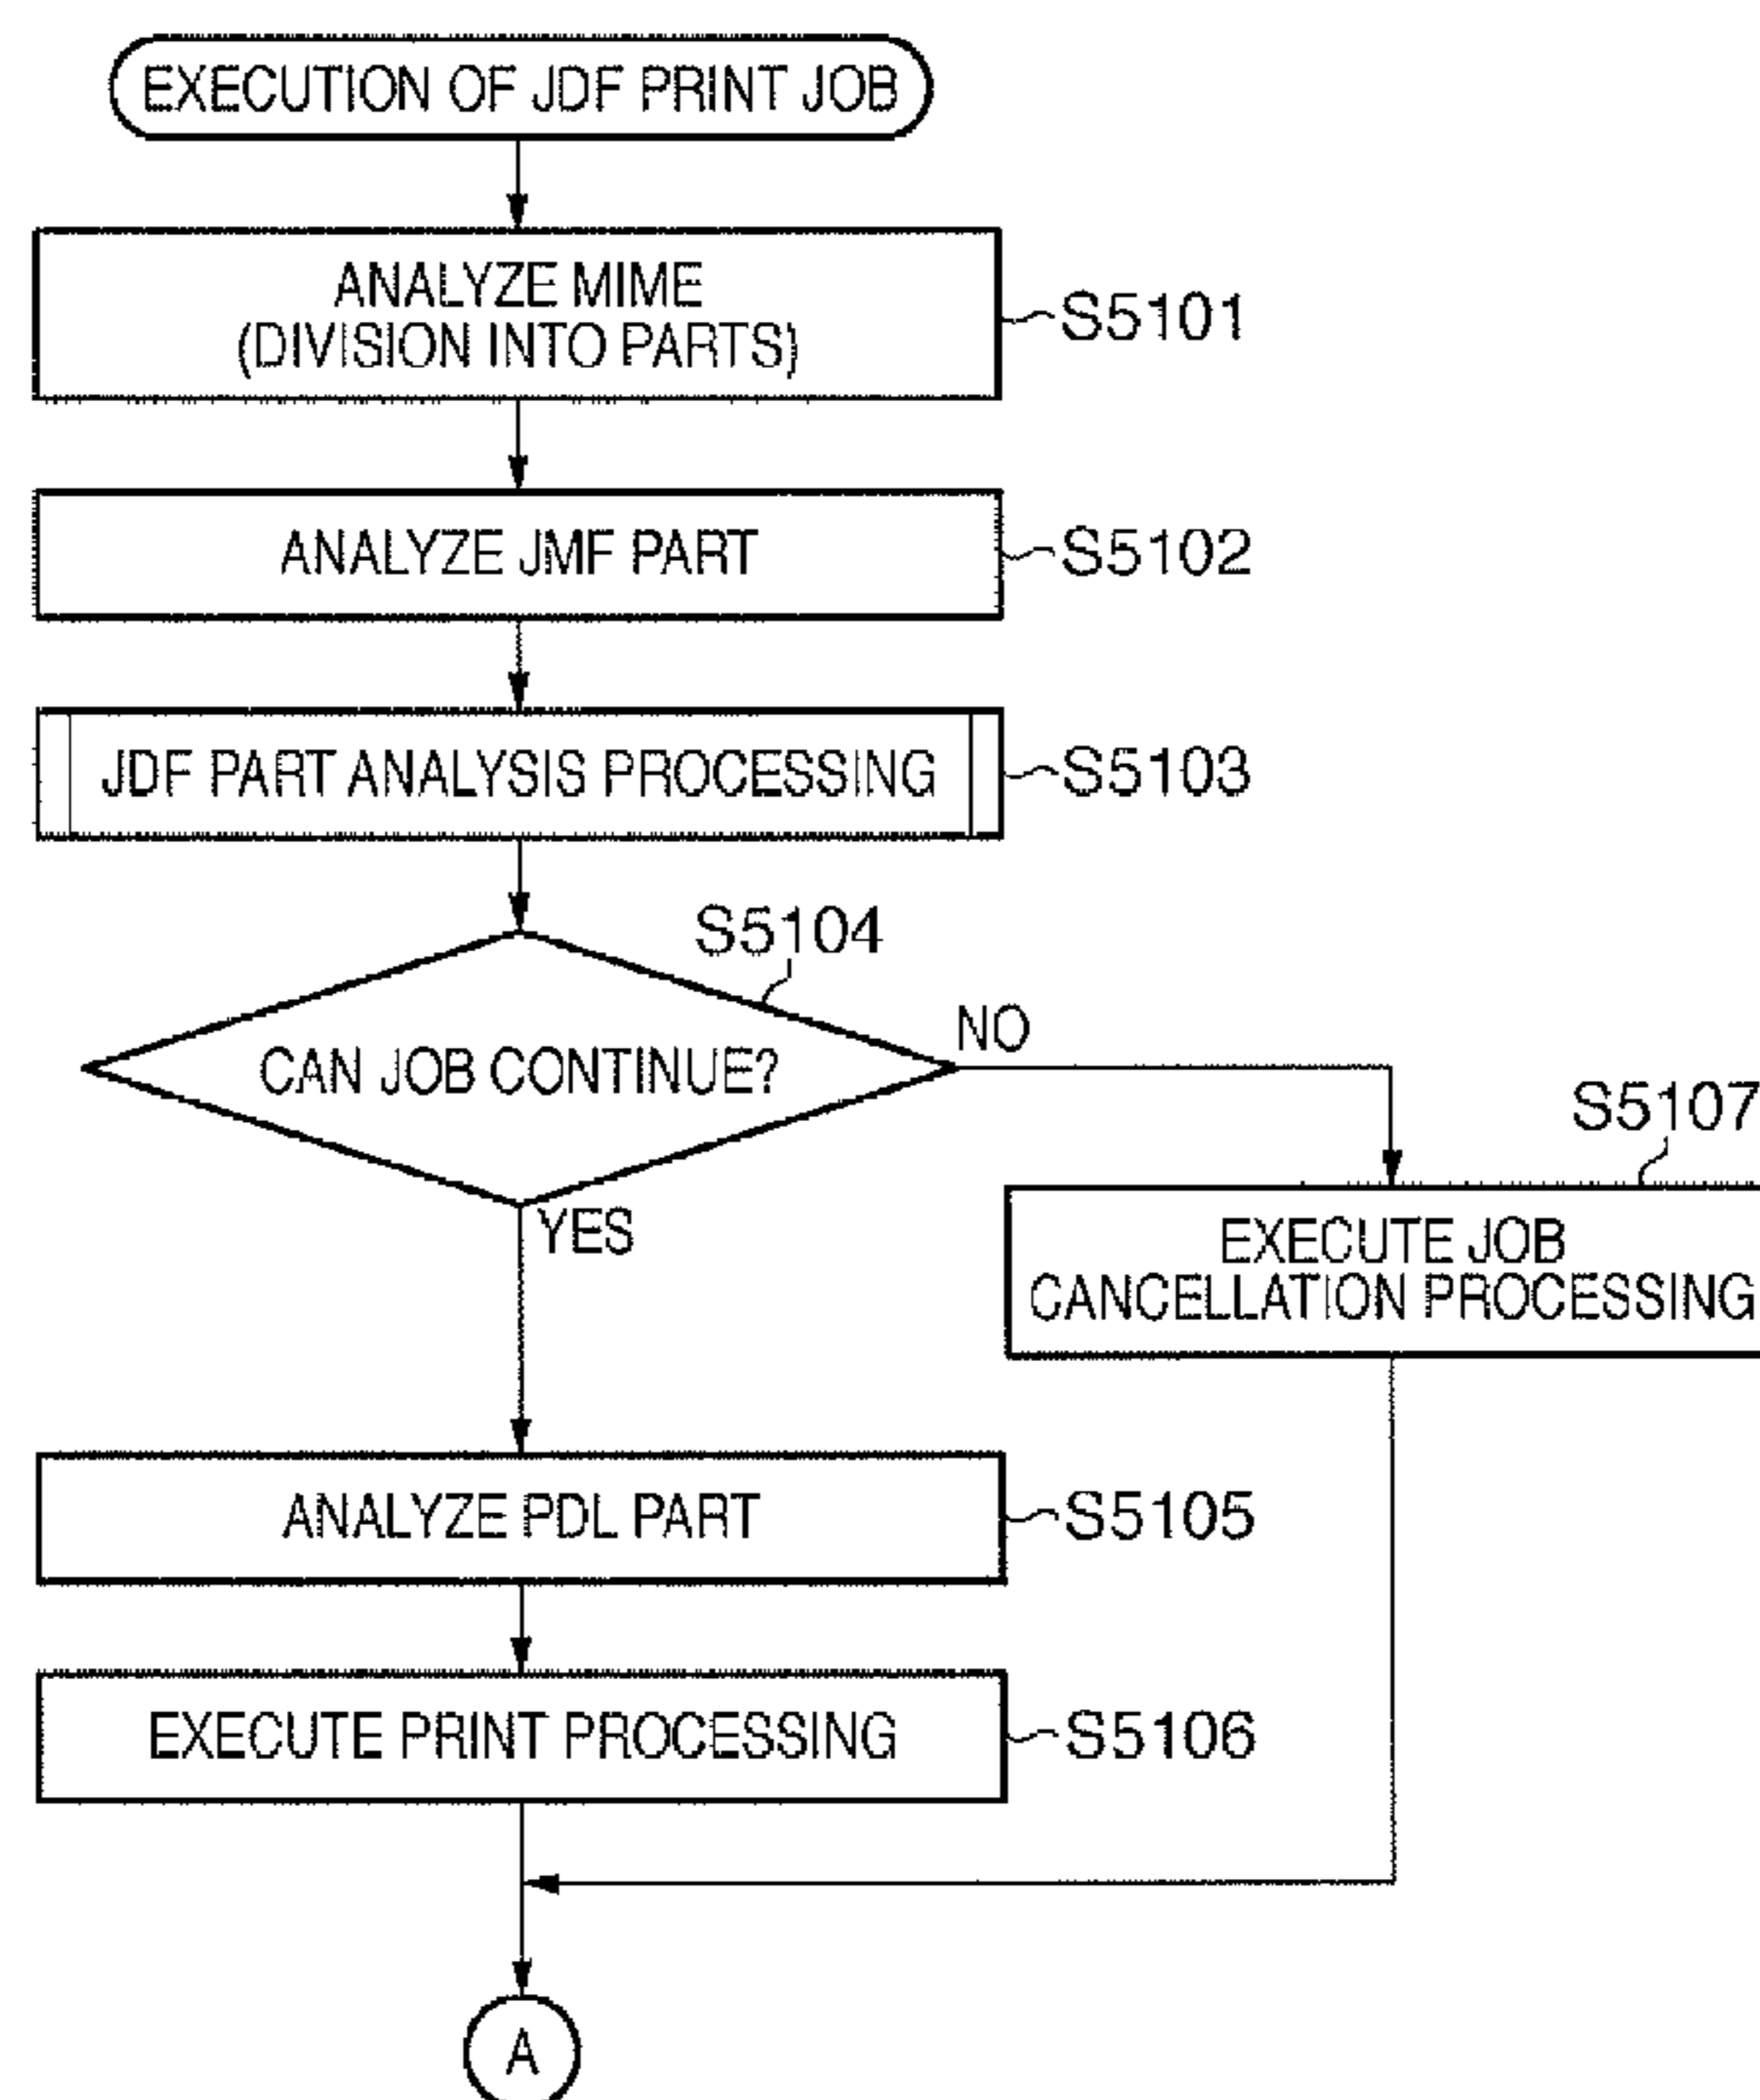 EXECUTION OF JDF PRINT JOB
ANALYZE MIME
(DIVISION INTO PARTS)
S5101
ANALYZE JMF PART
S5102
JDF PART ANALYSIS PROCESSING
S5103
S5104
CAN JOB CONTINUE?
NO
YES
S5107
EXECUTE JOB
CANCELLATION PROCESSING
ANALYZE PDL PART
S5105
EXECUTE PRINT PROCESSING
S5106
A